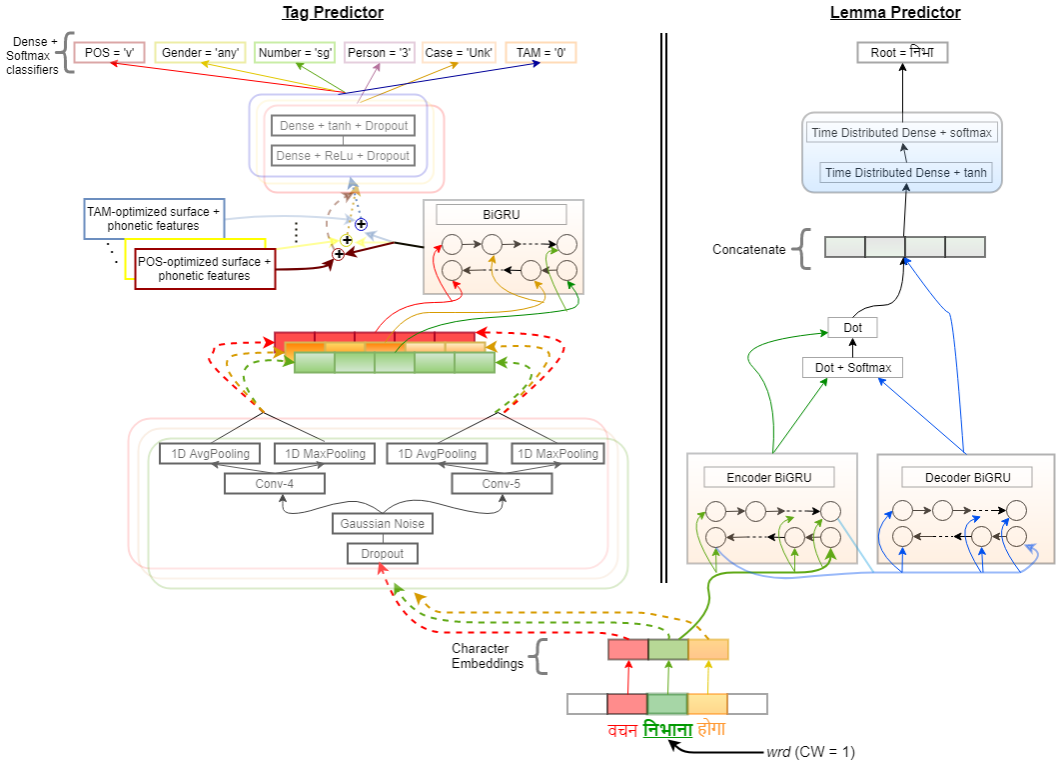 Tag Predictor
Lemma Predictor
Dense +
Softmax
classifiers
POS = 'v'
Gender = 'any'
Number = 'sg'
Person = '3'
Case = 'Unk'
TAM = '0'
Root = निभा
Dense + tanh + Dropout
Dense + ReLu + Dropout
Time Distributed Dense + softmax
Time Distributed Dense + tanh
TAM-optimized surface +
phonetic features
POS-optimized surface +
phonetic features
BiGRU
Concatenate
Dot
Dot + Softmax
1D AvgPooling
1D MaxPooling
1D AvgPooling
1D MaxPooling
Conv-4
Conv-5
Gaussian Noise
Dropout
Encoder BiGRU
Decoder BiGRU
Character
Embeddings
वचन निभाना होगा
wrd (CW = 1)